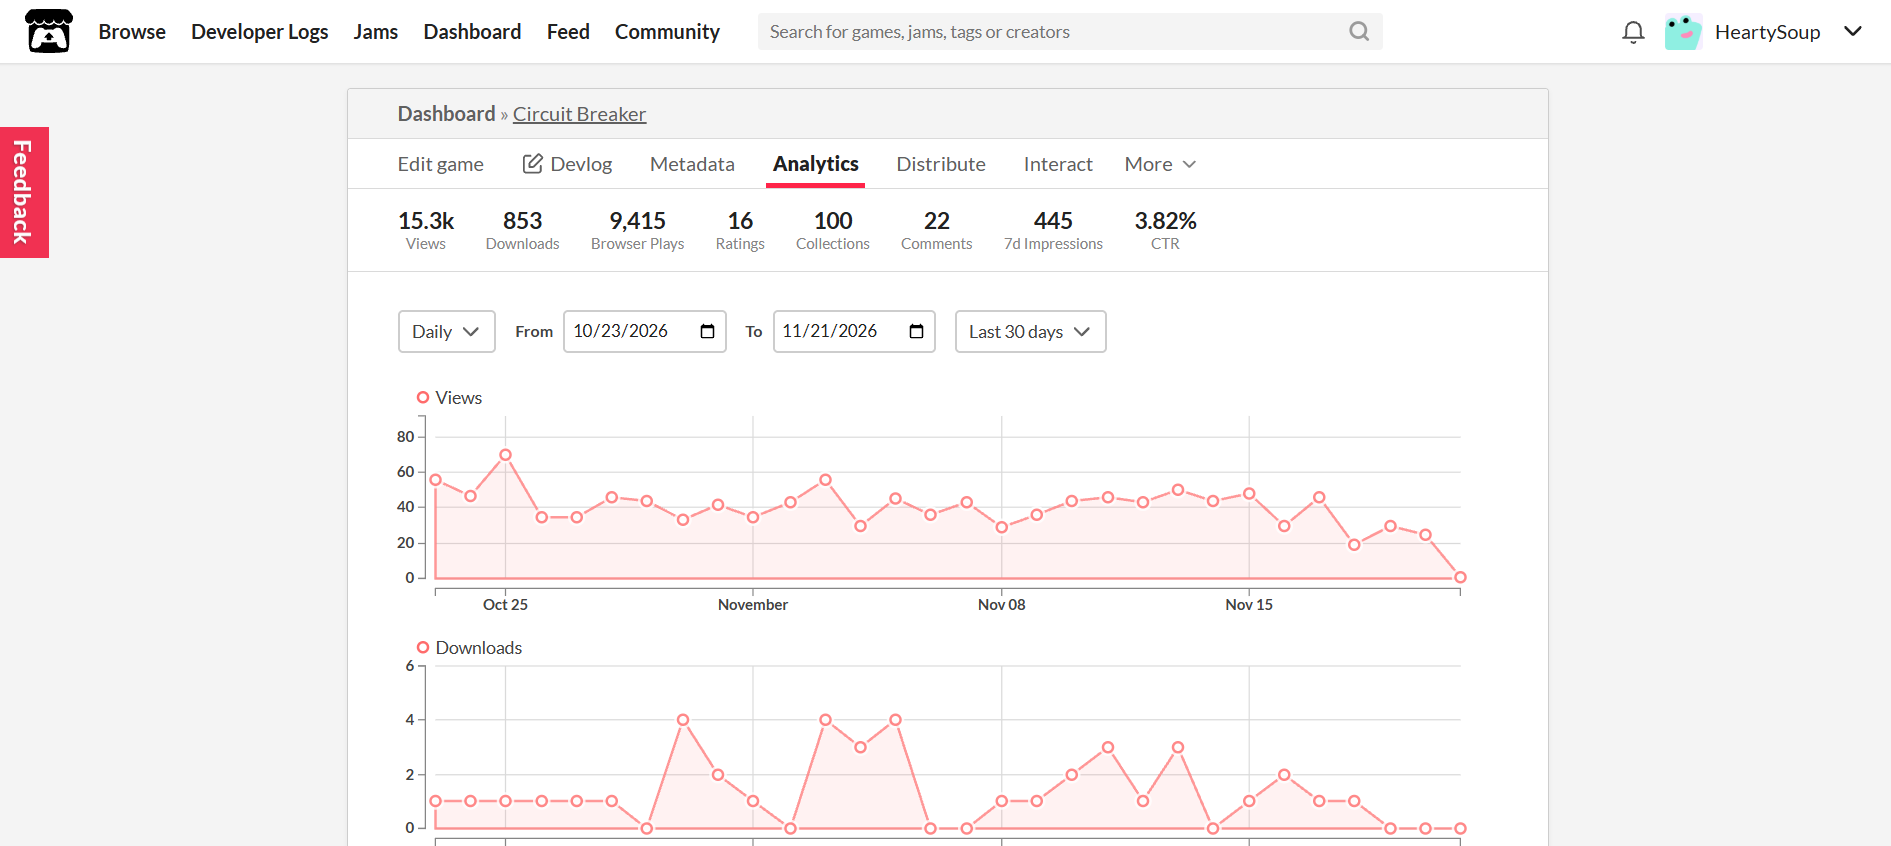 Browse Developer Logs Jams Dashboard Feed Community Search for games, jams, tags or creators HeartySoup
Feedback
Dashboard » Circuit Breaker
Edit game Devlog Metadata Analytics Distribute Interact More
15.3k 853 9,415 16 100 22 445 3.82%
Views Downloads Browser Plays Ratings Collections Comments 7d Impressions CTR
Daily From 10/23/2026 To 11/21/2026 Last 30 days
Views
80
60
40
20
0
Oct 25 November Nov 08 Nov 15
Downloads
6
4
2
0